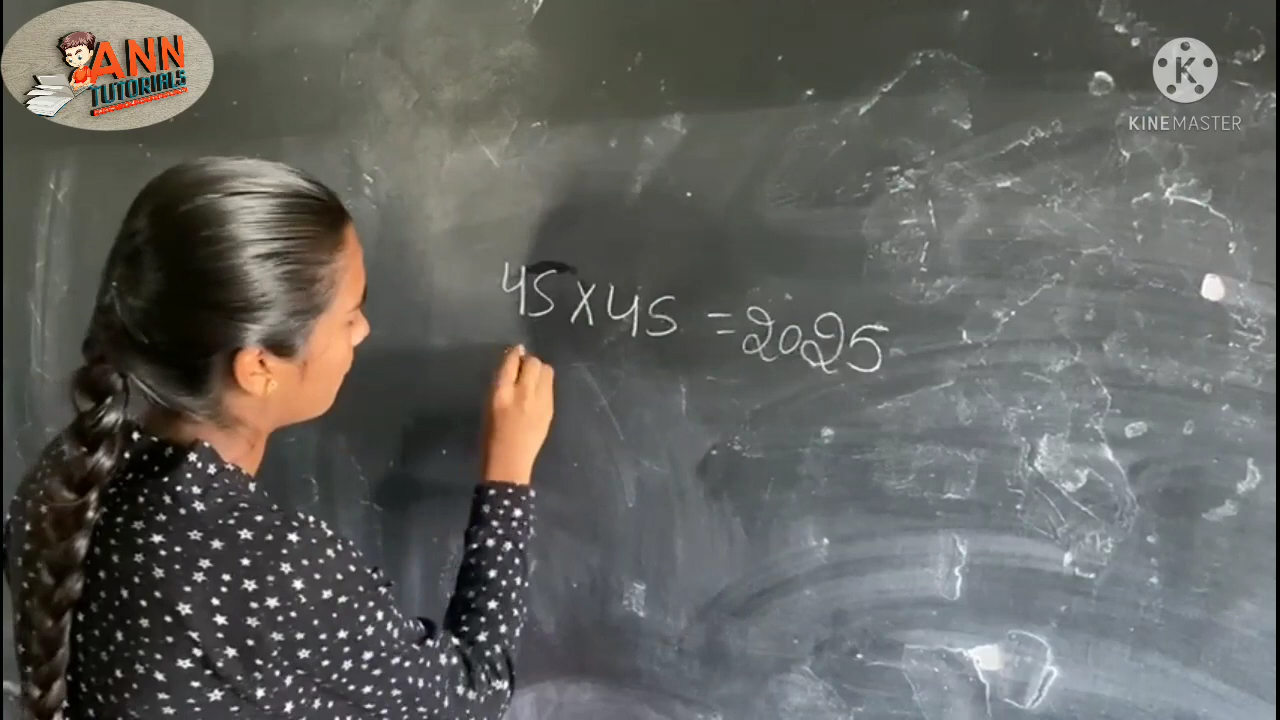 ANN
TUTORIALS
K
KINEMASTER
45 x 45 = 2025